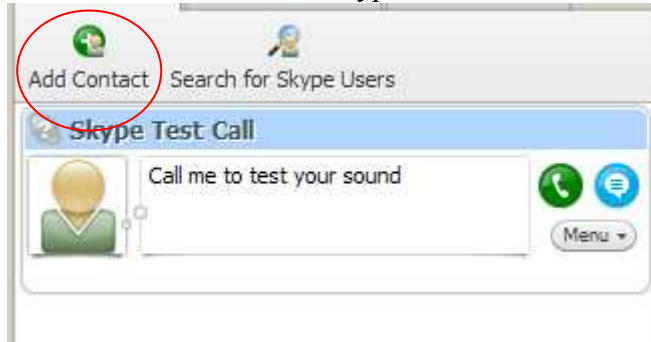 Add Contact Search for Skype Users
Skype Test Call
Call me to test your sound
Menu